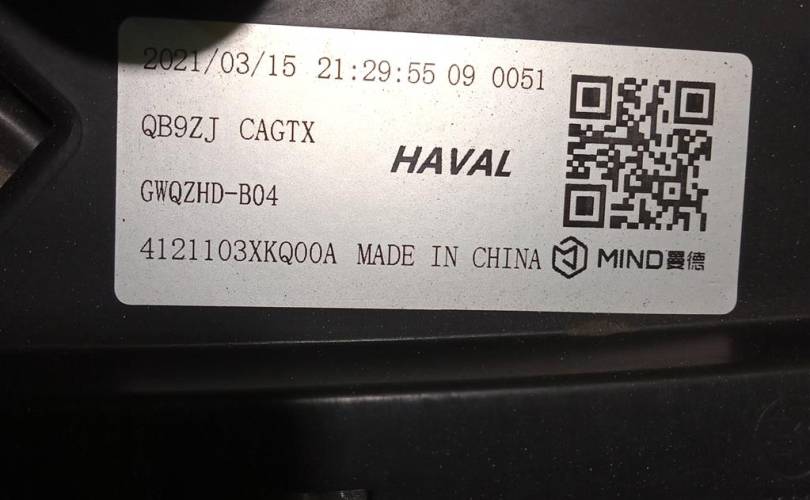 2021/03/15 21:29:55 09 0051
QB9ZJ CAGTX
HAVAL
GWQZHD-B04
4121103XKQ00A MADE IN CHINA MIND曼德